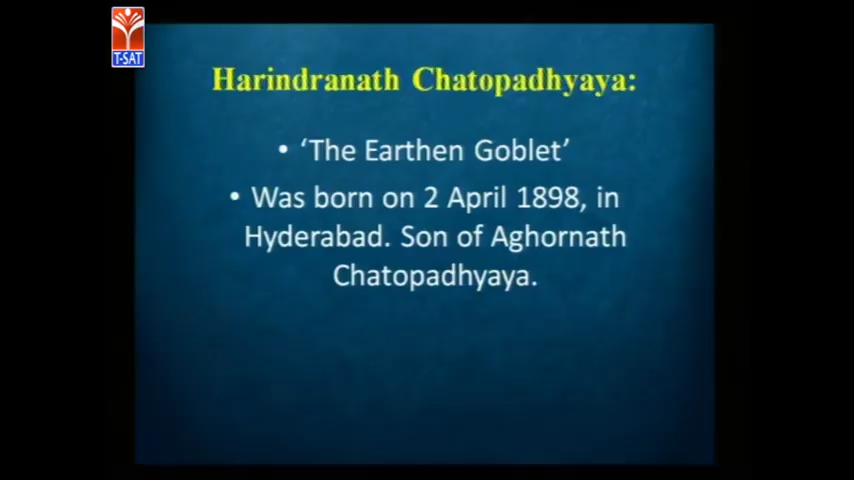 T-SAT
Harindranath Chatopadhyaya:
• ‘The Earthen Goblet’
• Was born on 2 April 1898, in
Hyderabad. Son of Aghornath
Chatopadhyaya.